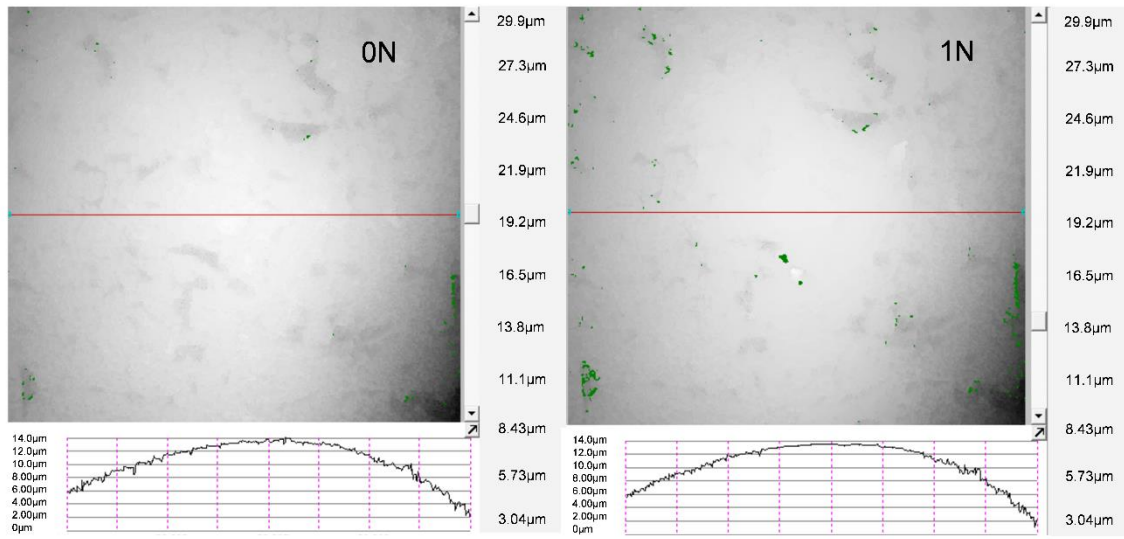 0N
29.9µm
27.3µm
24.6µm
21.9µm
19.2µm
16.5µm
13.8µm
11.1µm
8.43µm
5.73µm
3.04µm
14.0µm
12.0µm
10.0µm
8.00µm
6.00µm
4.00µm
2.00µm
0µm
1N
29.9µm
27.3µm
24.6µm
21.9µm
19.2µm
16.5µm
13.8µm
11.1µm
8.43µm
5.73µm
3.04µm
14.0µm
12.0µm
10.0µm
8.00µm
6.00µm
4.00µm
2.00µm
0µm